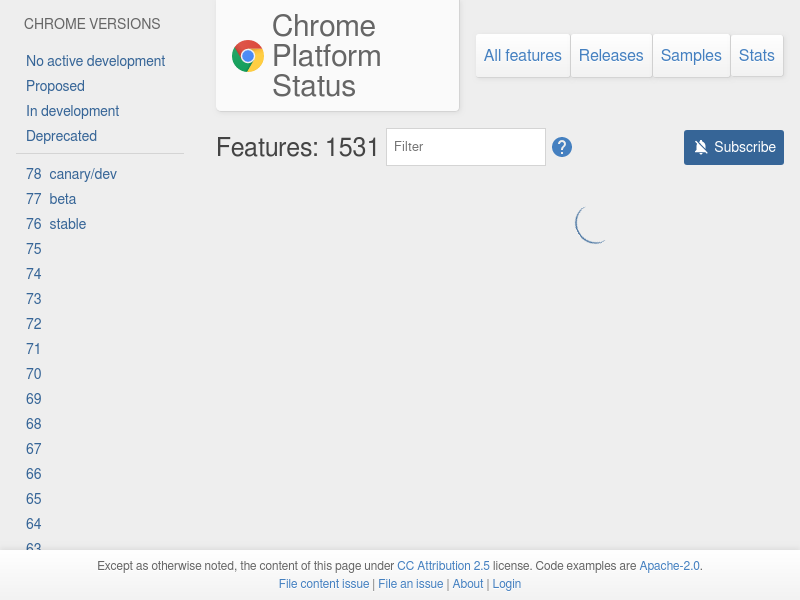 CHROME VERSIONS
No active development
Proposed
In development
Deprecated
78 canary/dev
77 beta
76 stable
75
74
73
72
71
70
69
68
67
66
65
64
63
Chrome
Platform
Status
All features
Releases
Samples
Stats
Features: 1531
Filter
?
Subscribe
Except as otherwise noted, the content of this page under CC Attribution 2.5 license. Code examples are Apache-2.0.
File content issue | File an issue | About | Login